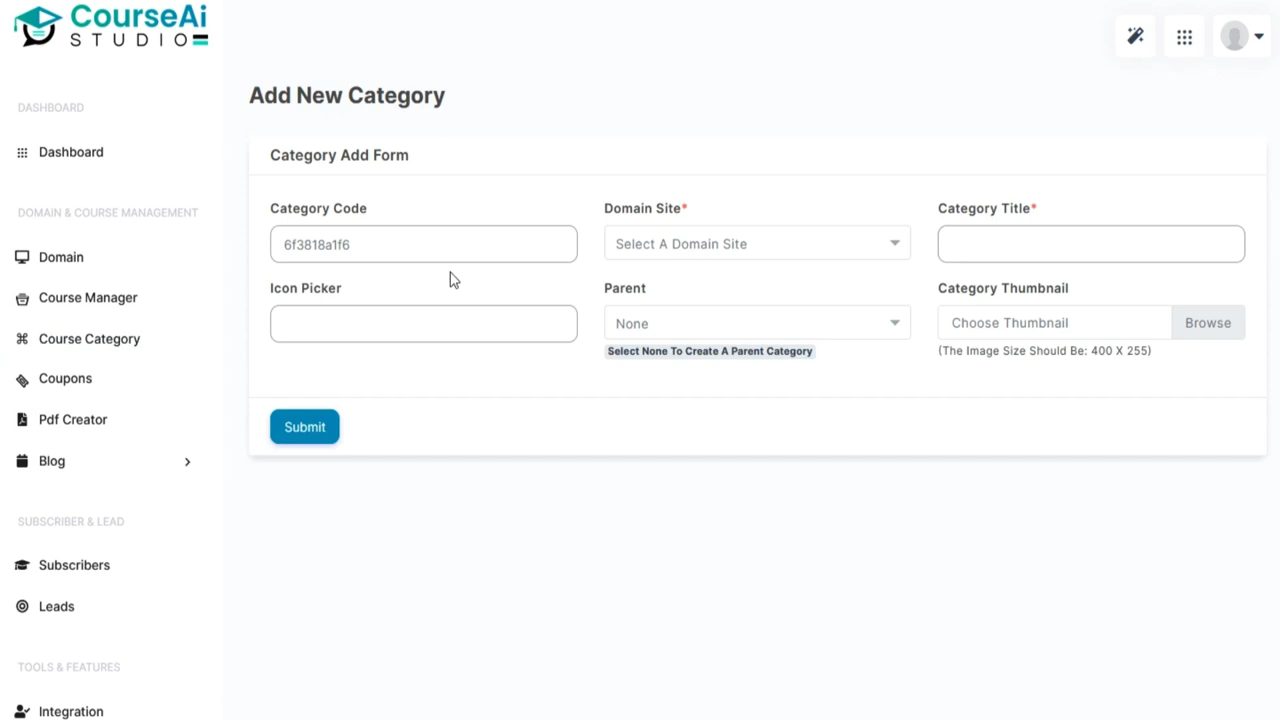 CourseAi
STUDIO
DASHBOARD
Dashboard
DOMAIN & COURSE MANAGEMENT
Domain
Course Manager
Course Category
Coupons
Pdf Creator
Blog
SUBSCRIBER & LEAD
Subscribers
Leads
TOOLS & FEATURES
Integration
Add New Category
Category Add Form
Category Code
6f3818a1f6
Domain Site*
Select A Domain Site
Category Title*
Icon Picker
Parent
None
Select None To Create A Parent Category
Category Thumbnail
Choose Thumbnail
Browse
(The Image Size Should Be: 400 X 255)
Submit